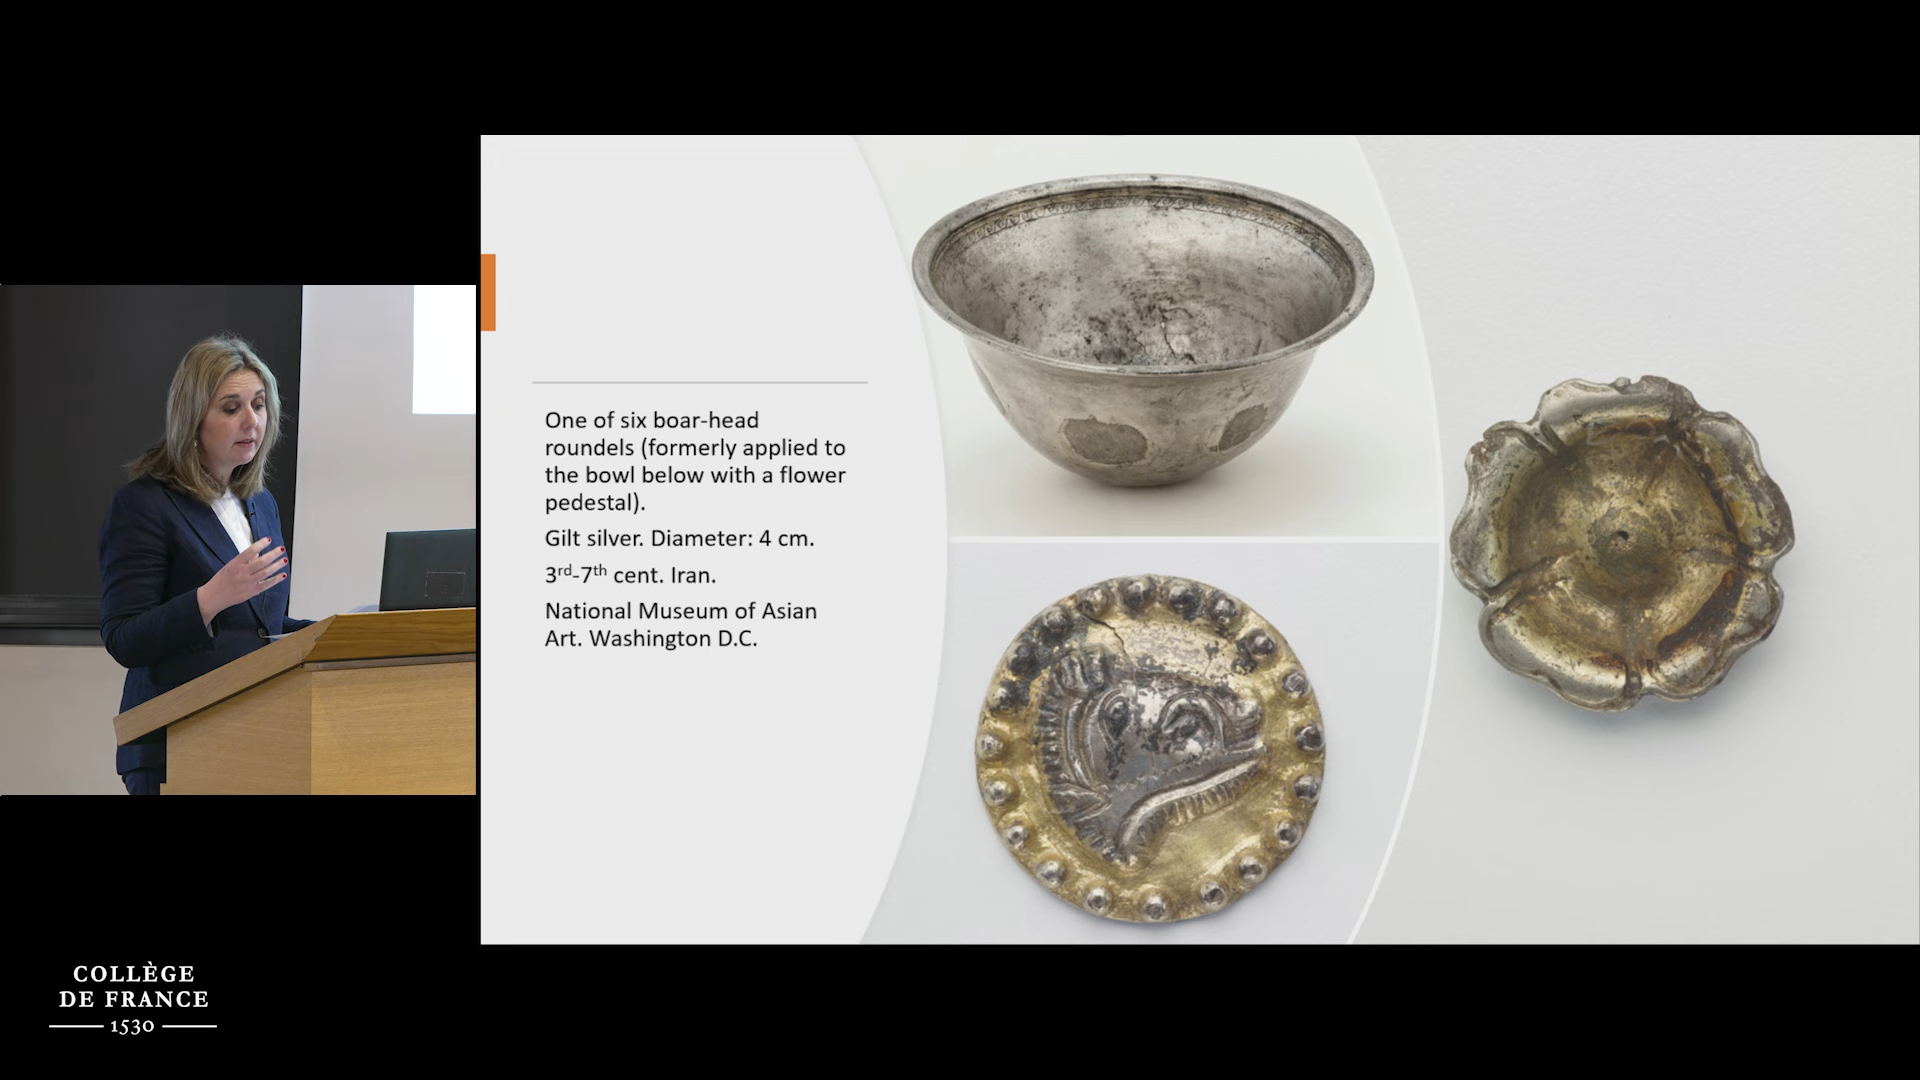 One of six boar-head
roundels (formerly applied to
the bowl below with a flower
pedestal).
Gilt silver. Diameter: 4 cm.
3rd-7th cent. Iran.
National Museum of Asian
Art. Washington D.C.
COLLÈGE
DE FRANCE
1530